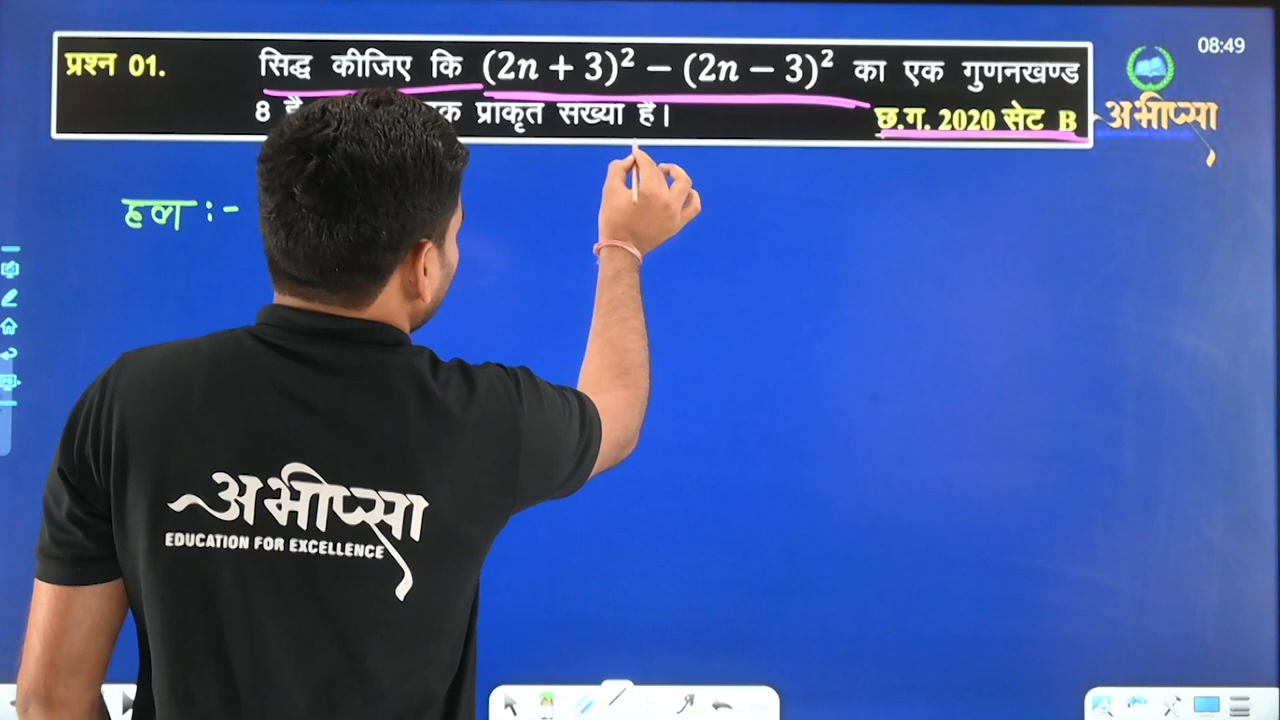 08:49
प्रश्न 01. सिद्ध कीजिए कि (2n + 3)² − (2n − 3)² का एक गुणनखण्ड
8 प्राकृत संख्या है।
छ.ग. 2020 सेट B
अभीप्सा
हल :-
अभीप्सा
EDUCATION FOR EXCELLENCE